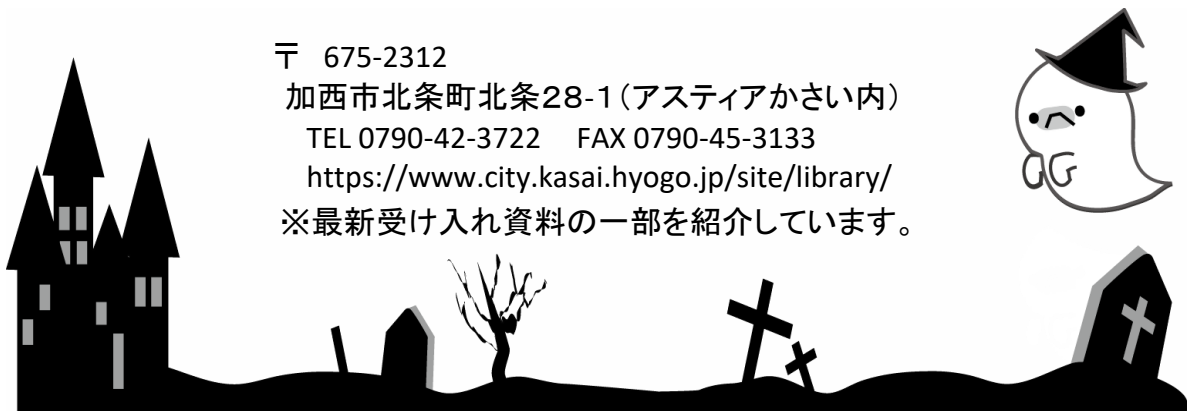 〒 675-2312
加西市北条町北条28-1(アスティアかさい内)
TEL 0790-42-3722 FAX 0790-45-3133
https://www.city.kasai.hyogo.jp/site/library/
※最新受け入れ資料の一部を紹介しています。